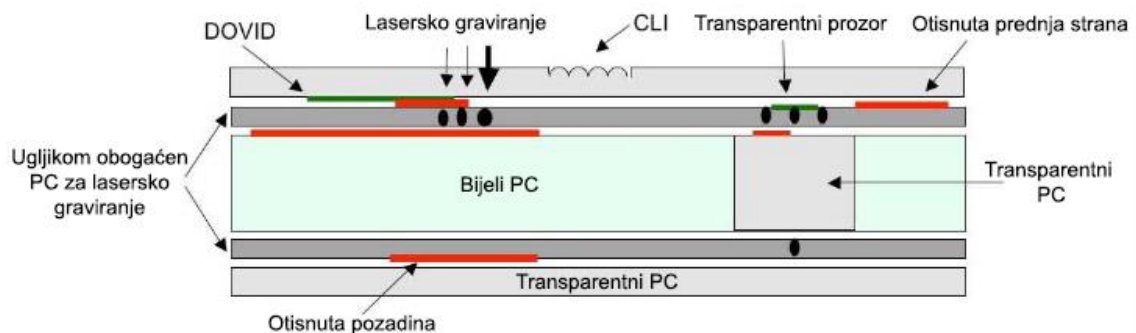 DOVID
Lasersko graviranje
CLI
Transparentni prozor
Otisnuta prednja strana
Ugljikom obogaćen
PC za lasersko
graviranje
Bijeli PC
Transparentni
PC
Transparentni PC
Otisnuta pozadina